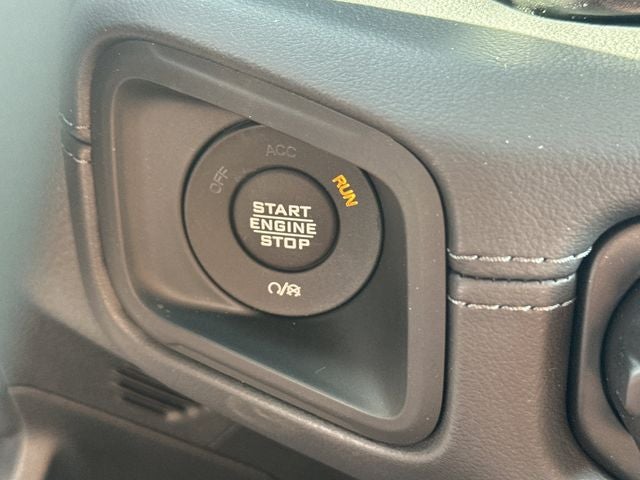 OFF
ACC
RUN
START
ENGINE
STOP